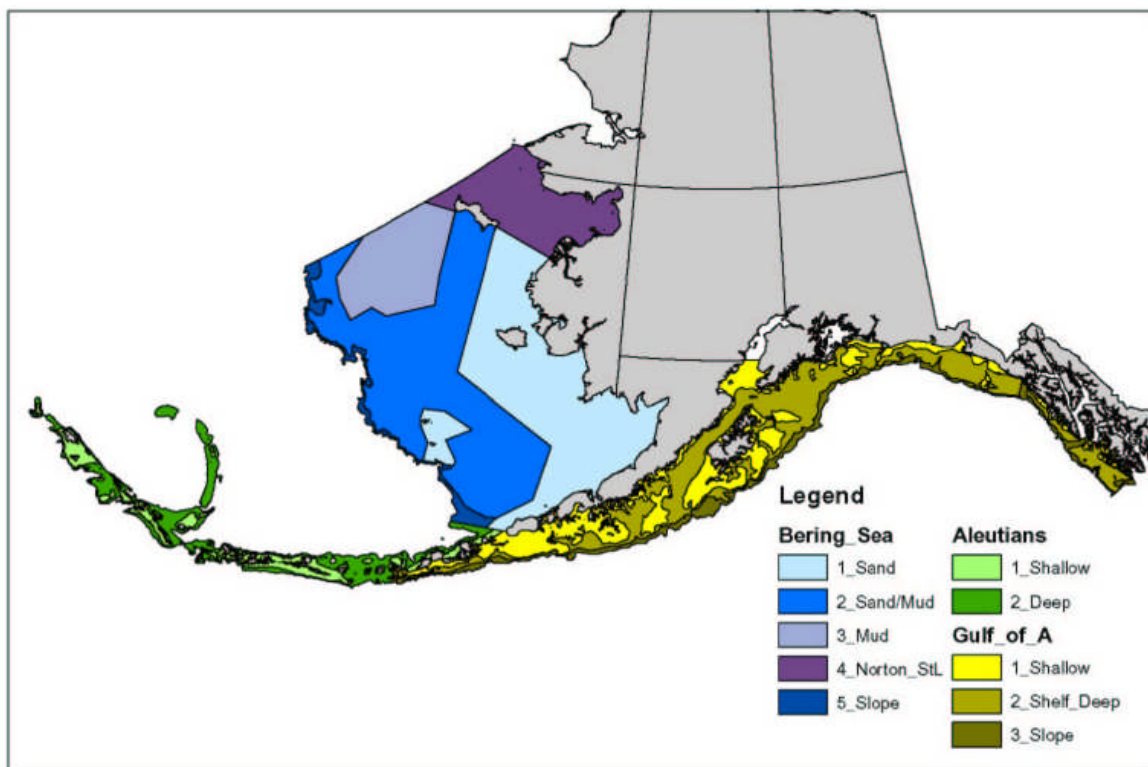 Legend
Bering_Sea
1_Sand
2_Sand/Mud
3_Mud
4_Norton_StL
5_Slope
Aleutians
1_Shallow
2_Deep
Gulf_of_A
1_Shallow
2_Shelf_Deep
3_Slope